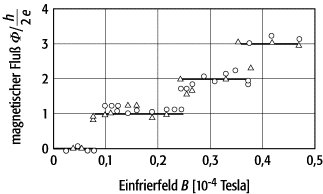 magnetischer Fluß Φ/h/2e
4
3
2
1
0
0 0,1 0,2 0,3 0,4 0,5
Einfrierfeld B [10⁻⁴ Tesla]